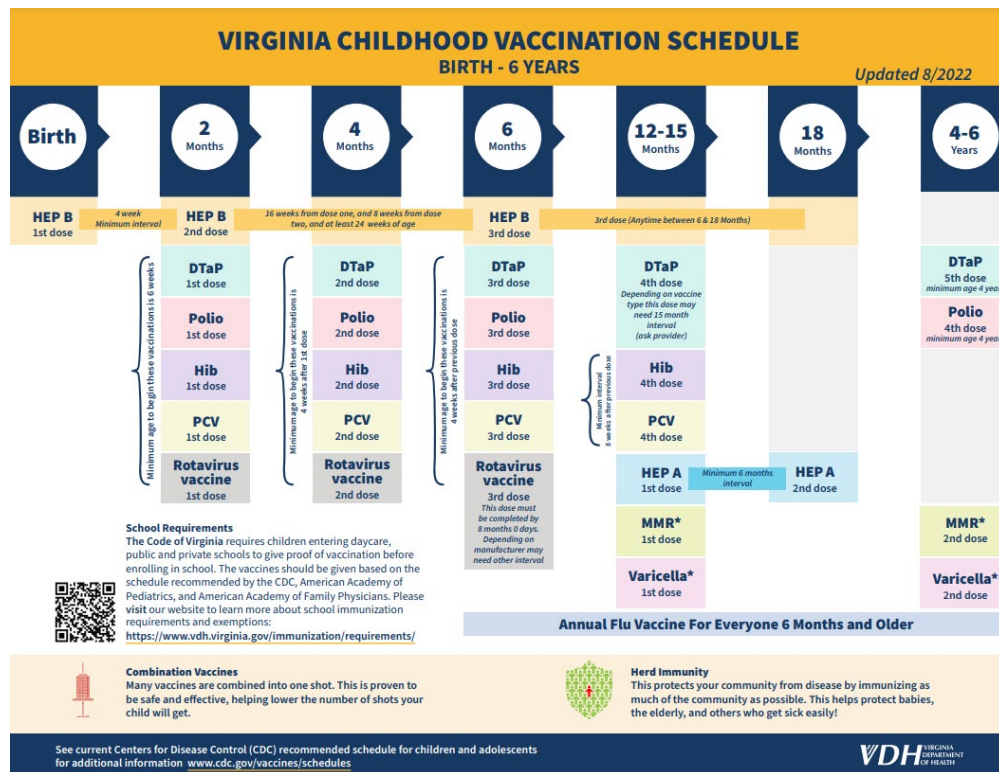 VIRGINIA CHILDHOOD VACCINATION SCHEDULE
BIRTH - 6 YEARS
Updated 8/2022
Birth
2
Months
4
Months
6
Months
12-15
Months
18
Months
4-6
Years
HEP B
1st dose
4 week
Minimum interval
HEP B
2nd dose
16 weeks from dose one, and 8 weeks from dose
two, and at least 24 weeks of age
HEP B
3rd dose
3rd dose (Anytime between 6 & 18 Months)
Minimum age to begin these vaccinations is 6 weeks
DTaP
1st dose
Polio
1st dose
Hib
1st dose
PCV
1st dose
Rotavirus
vaccine
1st dose
Minimum age to begin these vaccinations is
4 weeks after 1st dose
DTaP
2nd dose
Polio
2nd dose
Hib
2nd dose
PCV
2nd dose
Rotavirus
vaccine
2nd dose
Minimum age to begin these vaccinations is
4 weeks after previous dose
DTaP
3rd dose
Polio
3rd dose
Hib
3rd dose
PCV
3rd dose
Rotavirus
vaccine
3rd dose
This dose must
be completed by
8 months 0 days.
Depending on
manufacturer may
need other interval
DTaP
4th dose
Depending on vaccine
type this dose may
need 15 month
interval
(ask provider)
Minimum interval
8 weeks after previous dose
Hib
4th dose
PCV
4th dose
HEP A
1st dose
Minimum 6 months
interval
HEP A
2nd dose
MMR*
1st dose
Varicella*
1st dose
DTaP
5th dose
minimum age 4 year
Polio
4th dose
minimum age 4 year
MMR*
2nd dose
Varicella*
2nd dose
Annual Flu Vaccine For Everyone 6 Months and Older
School Requirements
The Code of Virginia requires children entering daycare,
public and private schools to give proof of vaccination before
enrolling in school. The vaccines should be given based on the
schedule recommended by the CDC, American Academy of
Pediatrics, and American Academy of Family Physicians. Please
visit our website to learn more about school immunization
requirements and exemptions:
https://www.vdh.virginia.gov/immunization/requirements/
Combination Vaccines
Many vaccines are combined into one shot. This is proven to
be safe and effective, helping lower the number of shots your
child will get.
Herd Immunity
This protects your community from disease by immunizing as
much of the community as possible. This helps protect babies,
the elderly, and others who get sick easily!
See current Centers for Disease Control (CDC) recommended schedule for children and adolescents
for additional information www.cdc.gov/vaccines/schedules
VDH VIRGINIA
DEPARTMENT
OF HEALTH